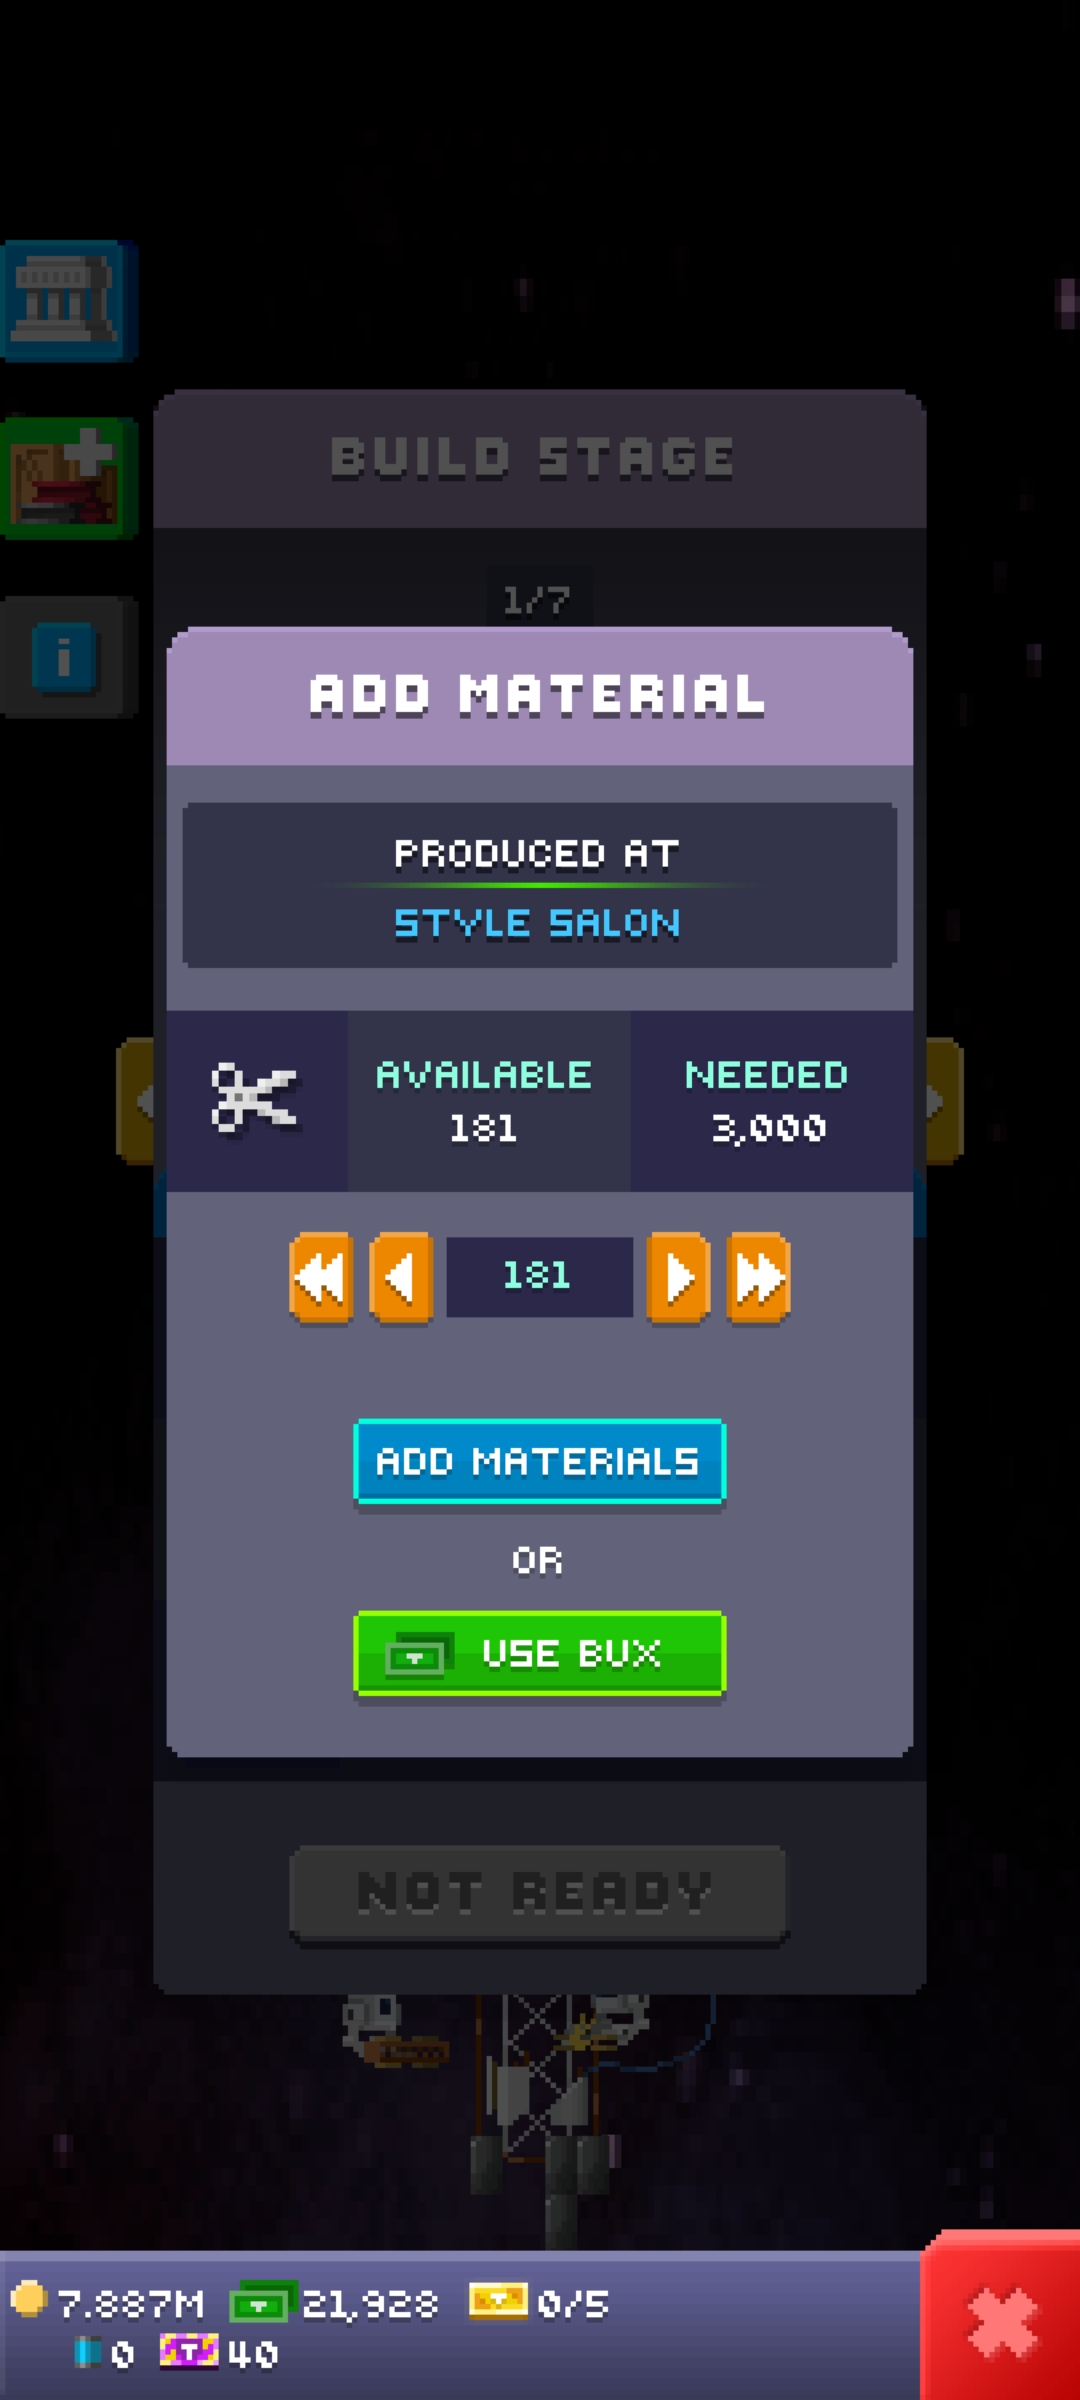 BUILD STAGE
1/7
ADD MATERIAL
PRODUCED AT
STYLE SALON
AVAILABLE
181
NEEDED
3,000
181
ADD MATERIALS
OR
USE BUX
NOT READY
7.887M 21,928 0/5
0 40